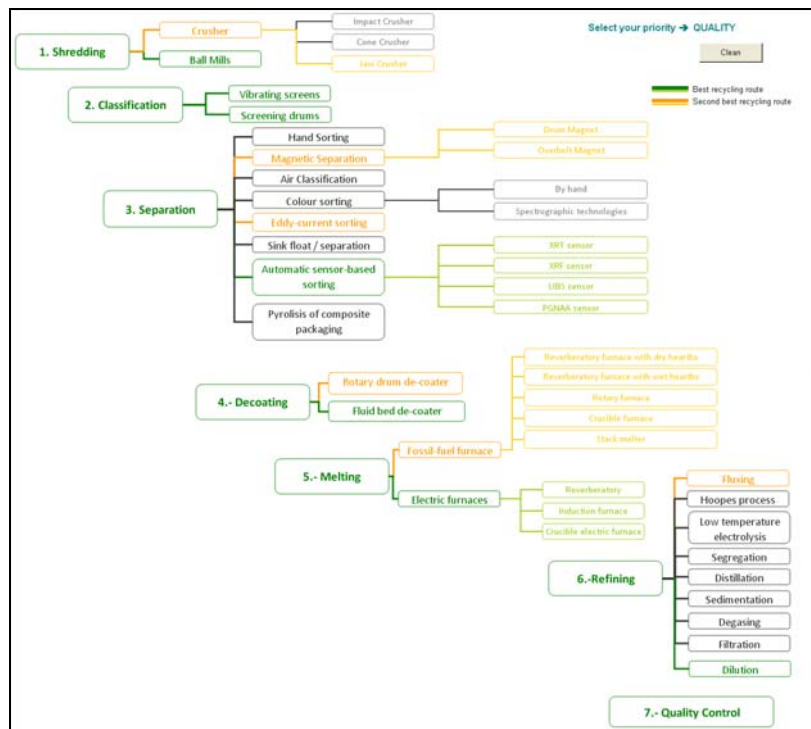 Select your priority → QUALITY
Clean
Best recycling route
Second best recycling route
1. Shredding
Crusher
Impact Crusher
Cone Crusher
Jaw Crusher
Ball Mills
2. Classification
Vibrating screens
Screening drums
3. Separation
Hand Sorting
Magnetic Separation
Drum Magnet
Overbelt Magnet
Air Classification
Colour sorting
By hand
Spectrographic technologies
Eddy-current sorting
Sink float / separation
Automatic sensor-based
sorting
XRT sensor
XRF sensor
LIBS sensor
PGNAA sensor
Pyrolisis of composite
packaging
4.- Decoating
Rotary drum de-coater
Fluid bed de-coater
5.- Melting
Fossil-fuel furnace
Reverberatory furnace with dry hearths
Reverberatory furnace with wet hearths
Rotary furnace
Crucible furnace
Stack melter
Electric furnaces
Reverberatory
Induction furnace
Crucible electric furnace
6.-Refining
Fluxing
Hoopes process
Low temperature
electrolysis
Segregation
Distillation
Sedimentation
Degasing
Filtration
Dilution
7.- Quality Control